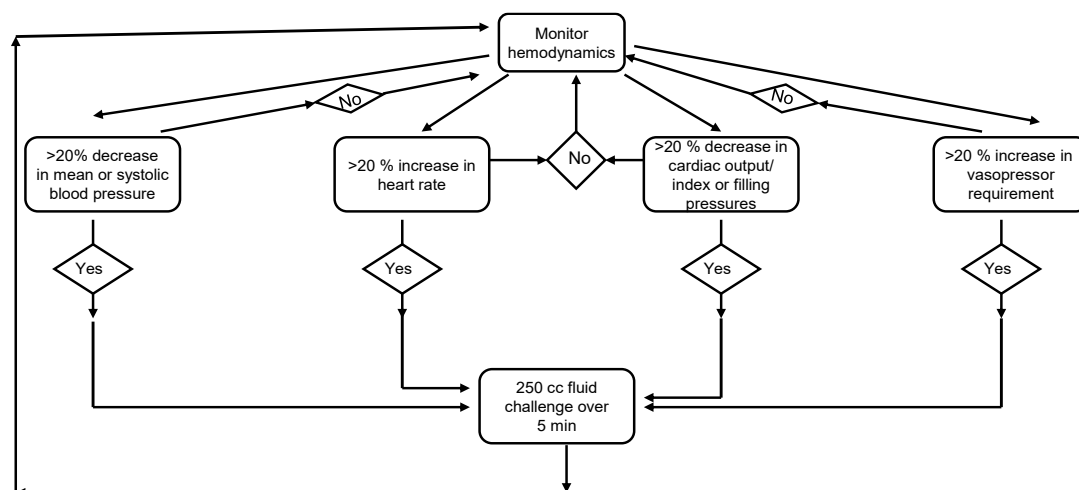 Monitor
hemodynamics
No
No
>20% decrease
in mean or systolic
blood pressure
>20 % increase in
heart rate
No
>20 % decrease in
cardiac output/
index or filling
pressures
>20 % increase in
vasopressor
requirement
Yes
Yes
Yes
Yes
250 cc fluid
challenge over
5 min